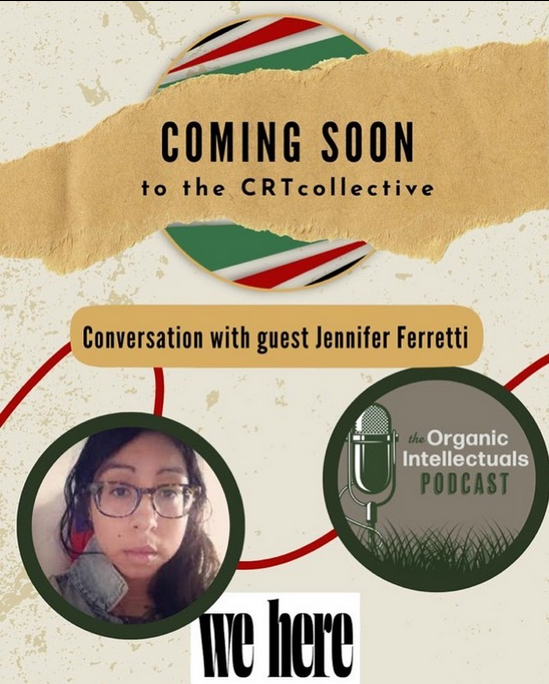 COMING SOON
to the CRTcollective
Conversation with guest Jennifer Ferretti
the Organic
Intellectuals
PODCAST
we here